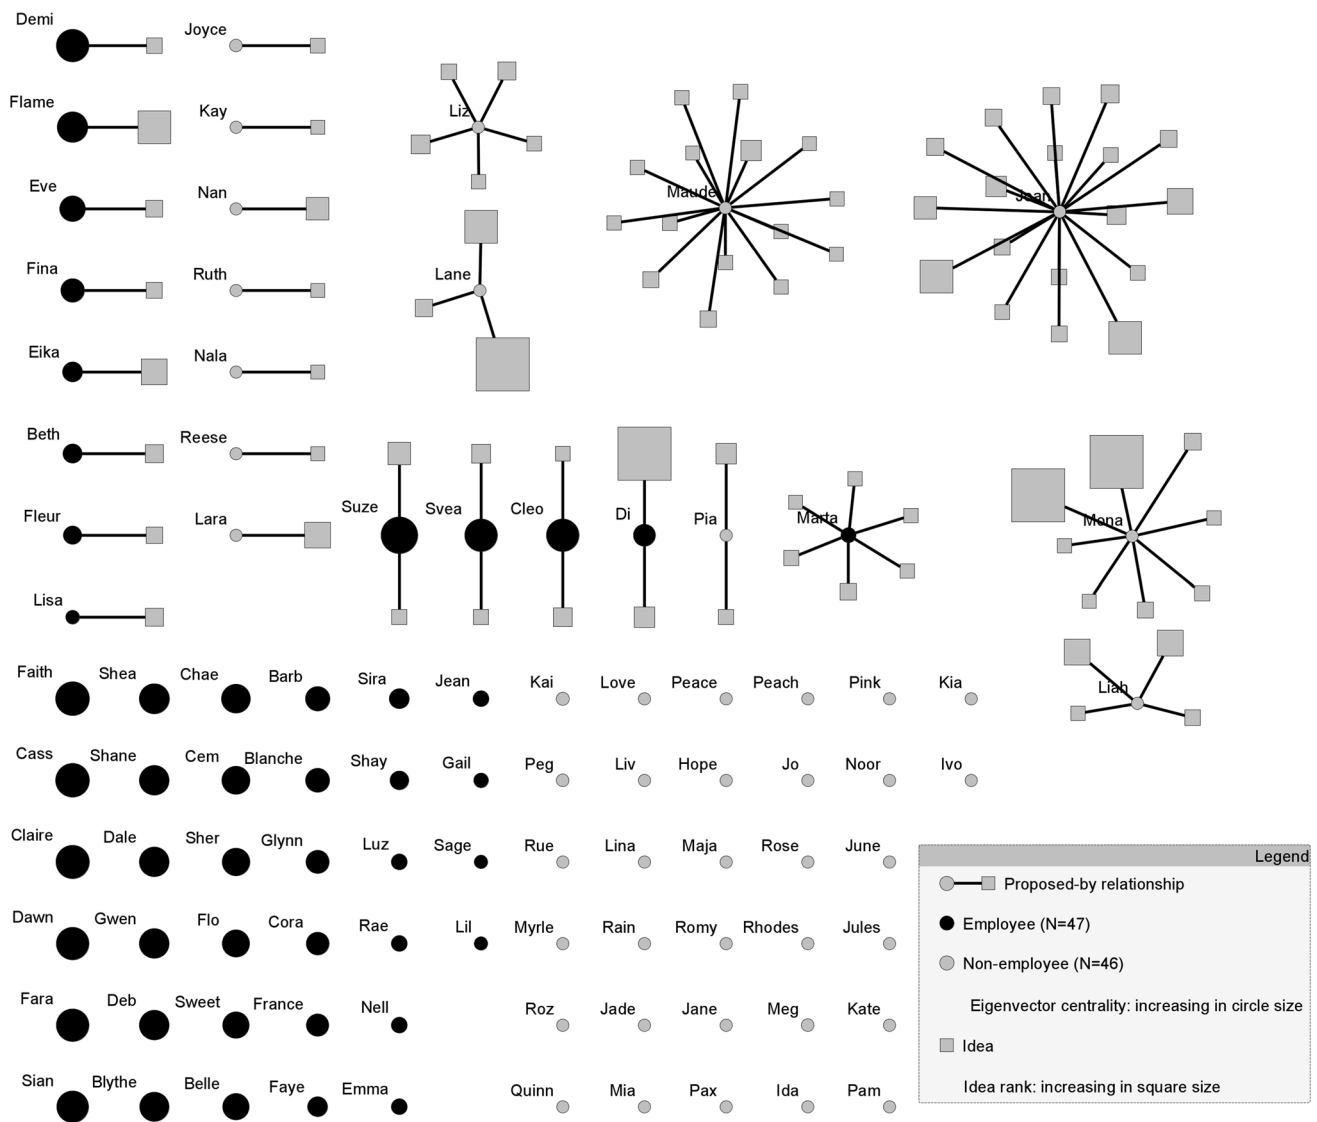 Demi
Joyce
Flame
Kay
Liz
Eve
Nan
Maude
Joan
Fina
Ruth
Lane
Eika
Nala
Beth
Reese
Fleur
Lara
Suze
Svea
Cleo
Di
Pia
Marta
Mona
Lisa
Liah
Faith Shea Chae Barb Sira Jean Kai Love Peace Peach Pink Kia
Cass Shane Cem Blanche Shay Gail Peg Liv Hope Jo Noor Ivo
Claire Dale Sher Glynn Luz Sage Rue Lina Maja Rose June
Dawn Gwen Flo Cora Rae Lil Myrle Rain Romy Rhodes Jules
Fara Deb Sweet France Nell Roz Jade Jane Meg Kate
Sian Blythe Belle Faye Emma Quinn Mia Pax Ida Pam
Legend
Proposed-by relationship
Employee (N=47)
Non-employee (N=46)
Eigenvector centrality: increasing in circle size
Idea
Idea rank: increasing in square size